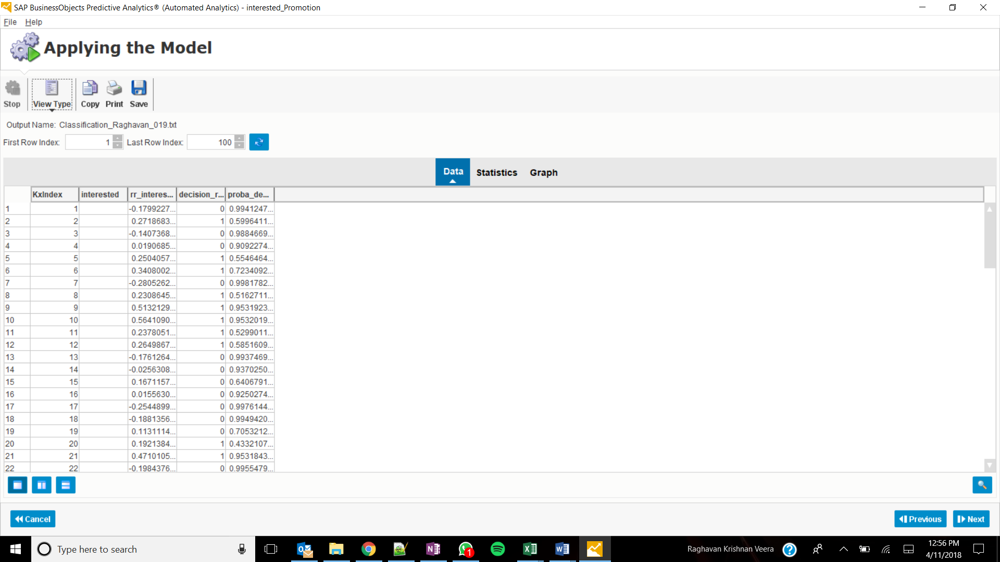 SAP BusinessObjects Predictive Analytics® (Automated Analytics) - interested_Promotion
File Help
Applying the Model
Stop View Type Copy Print Save
Output Name: Classification_Raghavan_019.txt
First Row Index: 1 Last Row Index: 100
Data Statistics Graph
KxIndex interested rr_interes... decision_r... proba_de...
1 1 -0.1799227... 0 0.9941247...
2 2 0.2718683... 1 0.5996411...
3 3 -0.1407368... 0 0.9884669...
4 4 0.0190685... 0 0.9092274...
5 5 0.2504057... 1 0.5546464...
6 6 0.3408002... 1 0.7234092...
7 7 -0.2805262... 0 0.9981782...
8 8 0.2308645... 1 0.5162711...
9 9 0.5132129... 1 0.9531923...
10 10 0.5641090... 1 0.9532019...
11 11 0.2378051... 1 0.5299011...
12 12 0.2649867... 1 0.5851609...
13 13 -0.1761264... 0 0.9937469...
14 14 -0.0256308... 0 0.9370250...
15 15 0.1671157... 0 0.6406791...
16 16 0.0155630... 0 0.9250274...
17 17 -0.2544899... 0 0.9976144...
18 18 -0.1881356... 0 0.9949420...
19 19 0.1131114... 0 0.7053212...
20 20 0.1921384... 1 0.4332107...
21 21 0.4710105... 1 0.9531843...
22 22 -0.1984376... 0 0.9955479...
Cancel Previous Next
Type here to search 1 Raghavan Krishnan Veera 12:56 PM
4/11/2018